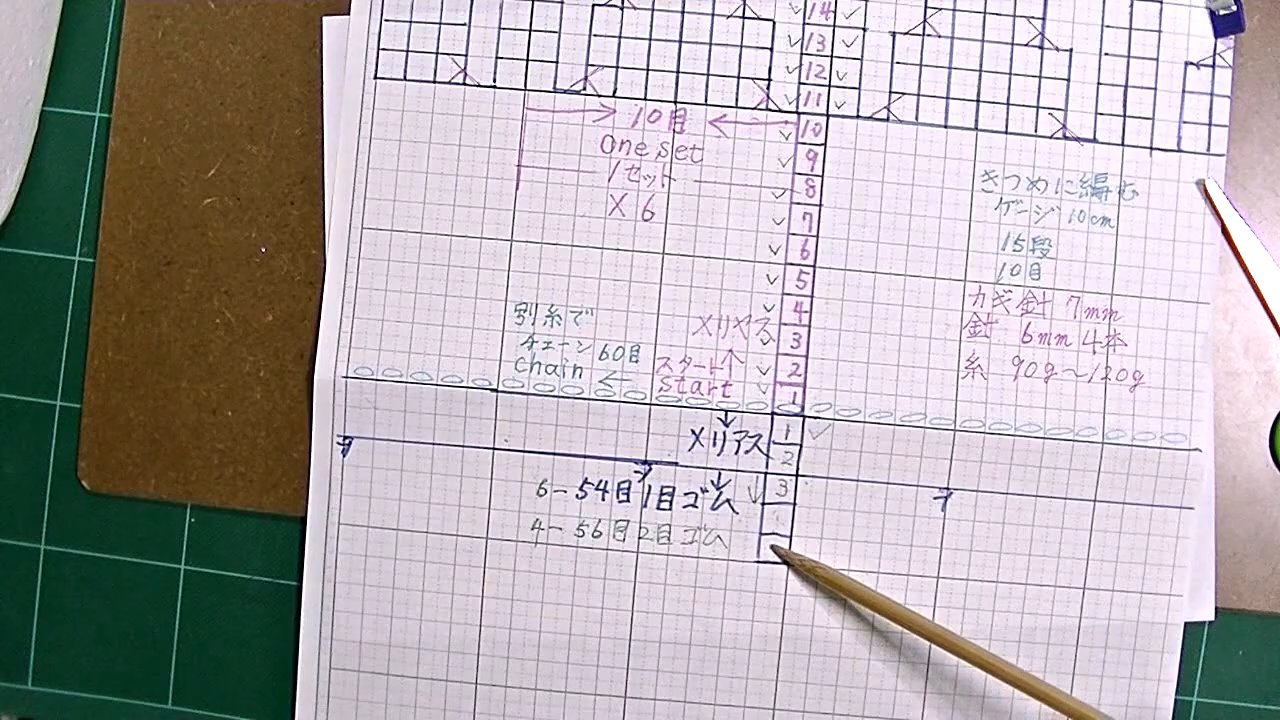 14
13
12
11
10目
10
one set
9
1セット
8
X 6
7
6
5
4
3
2
1
きつめに編む
ゲージ 10cm
15段
10目
カギ針 7mm
針 6mm 4本
糸 90g~120g
別糸で
チェーン 60目
chain
メリヤス
スタート
start
メリアス
1
2
6-54目1目ゴム
3
4-56目2目ゴム